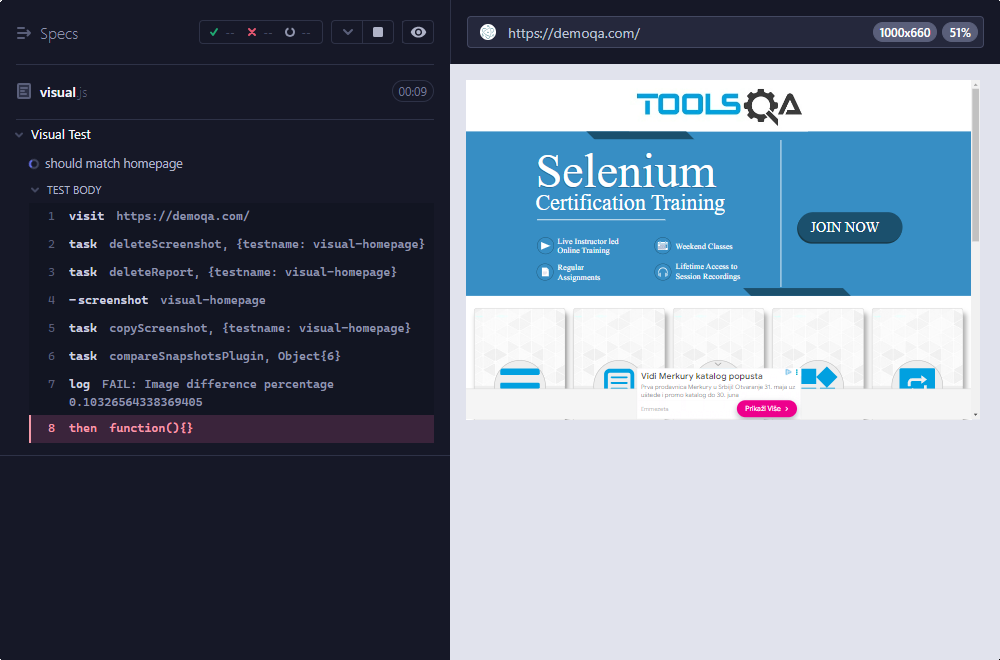 Specs
-- -- --
https://demoqa.com/
1000x660
51%
visual.js
00:09
Visual Test
should match homepage
TEST BODY
1 visit https://demoqa.com/
2 task deleteScreenshot, {testname: visual-homepage}
3 task deleteReport, {testname: visual-homepage}
4 -screenshot visual-homepage
5 task copyScreenshot, {testname: visual-homepage}
6 task compareSnapshotsPlugin, Object{6}
7 log FAIL: Image difference percentage
0.10326564338369405
8 then function(){}
TOOLSQA
Selenium
Certification Training
Live Instructor led
Online Training
Weekend Classes
Regular
Assignments
Lifetime Access to
Session Recordings
JOIN NOW
Vidi Merkury katalog popusta
Prva prodavnica Merkury u Srbiji! Otvaranje 31. maja uz
uštede i promo katalog do 30. juna
Emmezeta
Prikaži Više